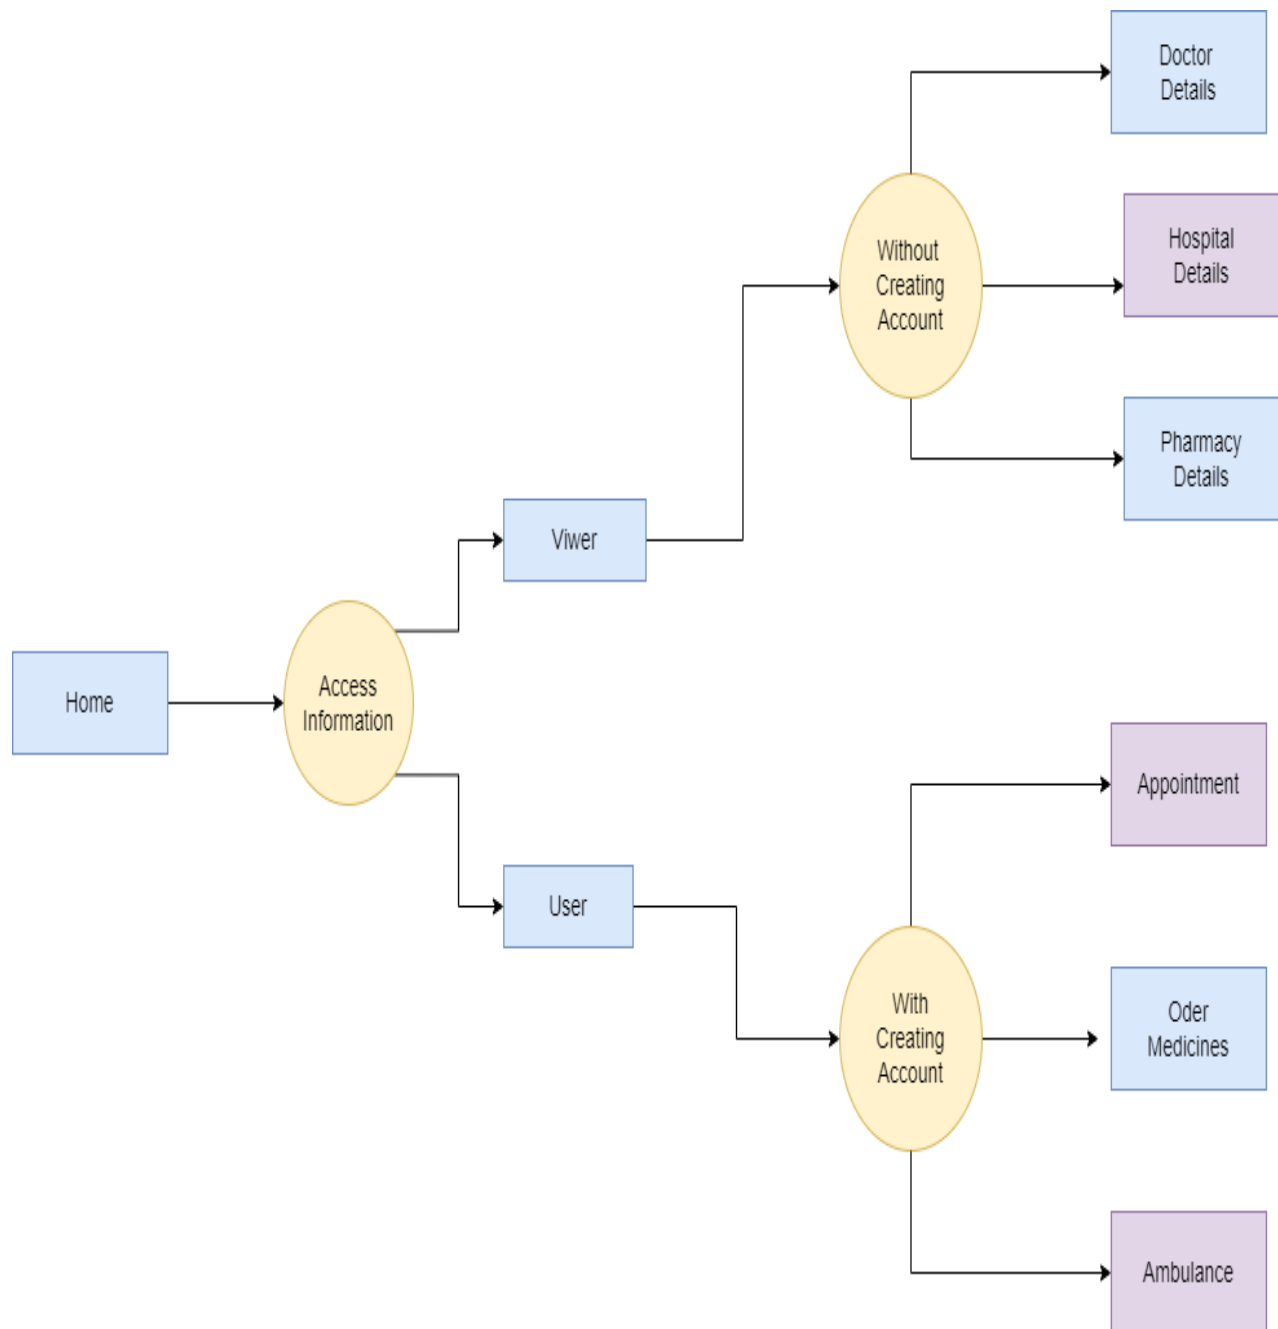 Doctor
Details
Without
Creating
Account
Hospital
Details
Pharmacy
Details
Viwer
Home
Access
Information
User
Appointment
With
Creating
Account
Oder
Medicines
Ambulance